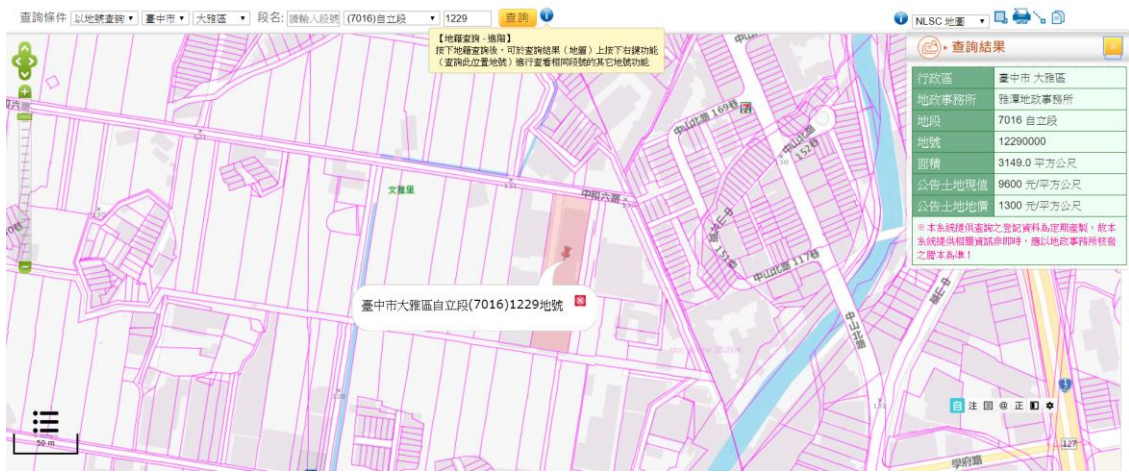 查詢條件 以地號查詢 臺中市 大雅區 段名: 請輸入段號 (7016)自立段 1229 查詢
NLSC 地圖
【地籍查詢 - 進階】
按下地籍查詢後,可於查詢結果(地圖)上按下右鍵功能
(查詢此位置地號)進行查看相同段號的其它地號功能
查詢結果
行政區 臺中市 大雅區
地政事務所 雅潭地政事務所
地段 7016 自立段
地號 12290000
面積 3149.0 平方公尺
公告土地現值 9600 元/平方公尺
公告土地地價 1300 元/平方公尺
※本系統提供查詢之登記資料為定期產製,故本
系統提供相關資訊非即時,應以地政事務所核發
之謄本為準!
中山北路 169巷
中山北路 152巷
文雅里
中和六路
中山北路 151巷
中山北路 117巷
臺中市大雅區自立段(7016)1229地號
中山北路
注 @ 正
50 m
127
學府路